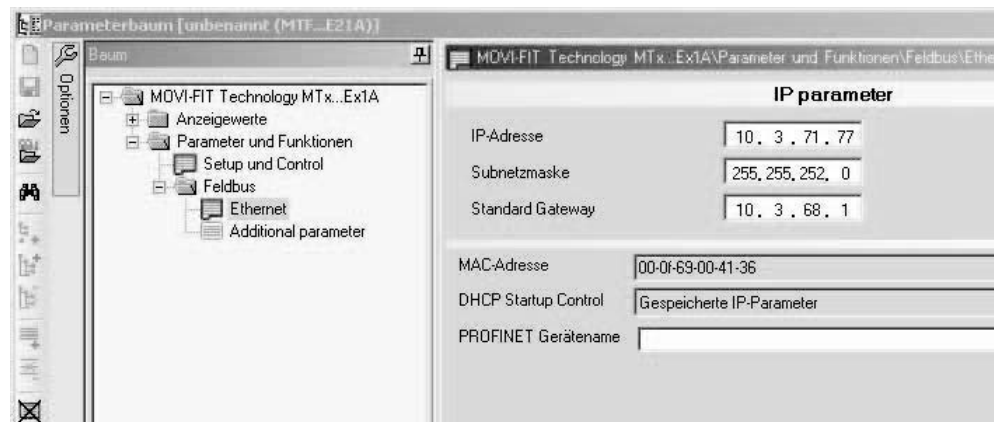 Parameterbaum [unbenannt (MTF...E21A)]
Optionen
Baum
MOVI-FIT Technology MTx...Ex1A
Anzeigewerte
Parameter und Funktionen
Setup und Control
Feldbus
Ethernet
Additional parameter
MOVI-FIT Technology MTx...Ex1A\Parameter und Funktionen\Feldbus\Ethe
IP parameter
IP-Adresse 10. 3 . 71 . 77
Subnetzmaske 255. 255. 252. 0
Standard Gateway 10. 3 . 68 . 1
MAC-Adresse 00-0f-69-00-41-36
DHCP Startup Control Gespeicherte IP-Parameter
PROFINET Gerätename